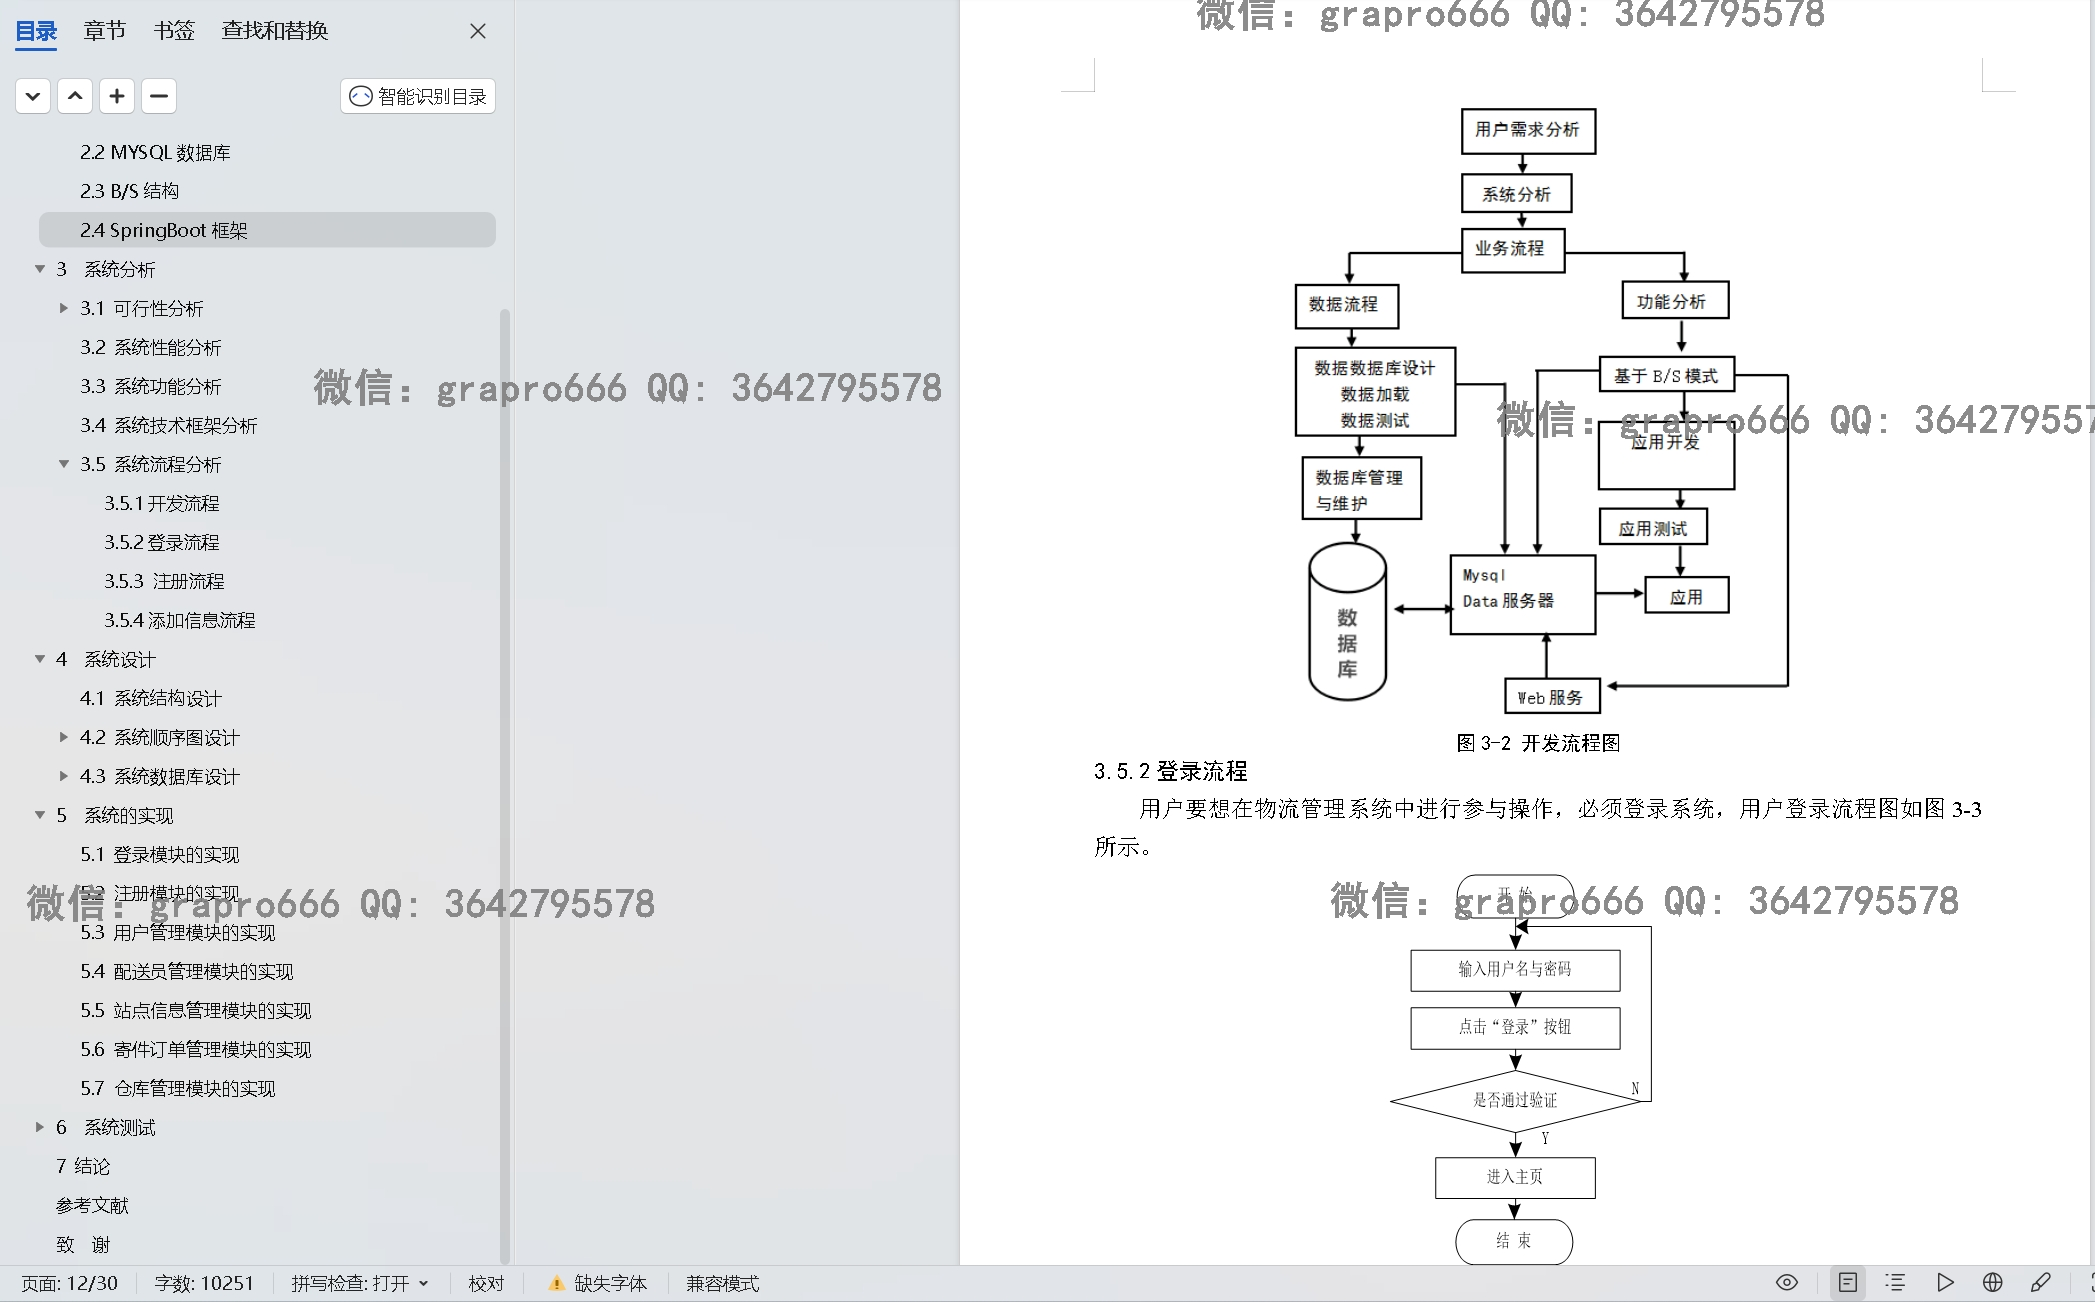 目录 章节 书签 查找和替换
智能识别目录
2.2 MYSQL 数据库
2.3 B/S 结构
2.4 SpringBoot 框架
3 系统分析
3.1 可行性分析
3.2 系统性能分析
3.3 系统功能分析
3.4 系统技术框架分析
3.5 系统流程分析
3.5.1 开发流程
3.5.2 登录流程
3.5.3 注册流程
3.5.4 添加信息流程
4 系统设计
4.1 系统结构设计
4.2 系统顺序图设计
4.3 系统数据库设计
5 系统的实现
5.1 登录模块的实现
5.2 注册模块的实现
5.3 用户管理模块的实现
5.4 配送员管理模块的实现
5.5 站点信息管理模块的实现
5.6 寄件订单管理模块的实现
5.7 仓库管理模块的实现
6 系统测试
7 结论
参考文献
致 谢
微信：grapro666 QQ：3642795578
微信：grapro666 QQ：3642795578
微信：grapro666 QQ：3642795578
用户需求分析
系统分析
业务流程
数据流程
功能分析
数据数据库设计
数据加载
数据测试
基于 B/S 模式
微信：grapro666 QQ：364279557
应用开发
数据库管理
与维护
应用测试
Mysql
Data 服务器
应用
数
据
库
Web 服务
图 3-2 开发流程图
3.5.2 登录流程
用户要想在物流管理系统中进行参与操作，必须登录系统，用户登录流程图如图 3-3
所示。
开 始
微信：grapro666 QQ：3642795578
输入用户名与密码
点击“登录”按钮
是否通过验证
N
Y
进入主页
结 束
页面: 12/30 字数: 10251 拼写检查: 打开 校对 缺失字体 兼容模式